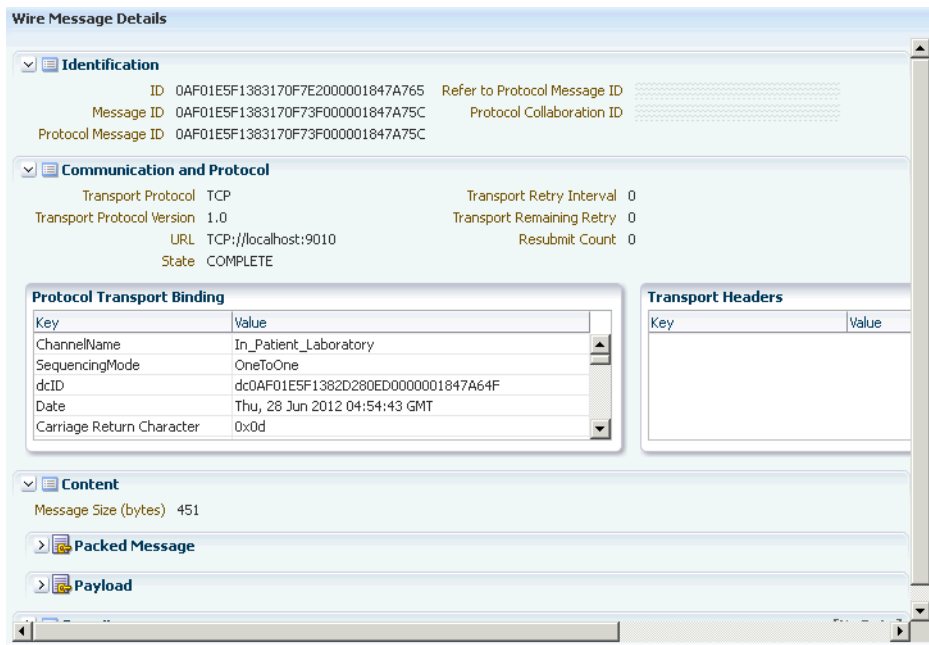 Wire Message Details
Identification
ID 0AF01E5F1383170F7E2000001847A765 Refer to Protocol Message ID
Message ID 0AF01E5F1383170F73F000001847A75C Protocol Collaboration ID
Protocol Message ID 0AF01E5F1383170F73F000001847A75C
Communication and Protocol
Transport Protocol TCP Transport Retry Interval 0
Transport Protocol Version 1.0 Transport Remaining Retry 0
URL TCP://localhost:9010 Resubmit Count 0
State COMPLETE
Protocol Transport Binding Transport Headers
Key Value Key Value
ChannelName In_Patient_Laboratory
SequencingMode OneToOne
dcID dc0AF01E5F1382D280ED0000001847A64F
Date Thu, 28 Jun 2012 04:54:43 GMT
Carriage Return Character 0x0d
Content
Message Size (bytes) 451
Packed Message
Payload